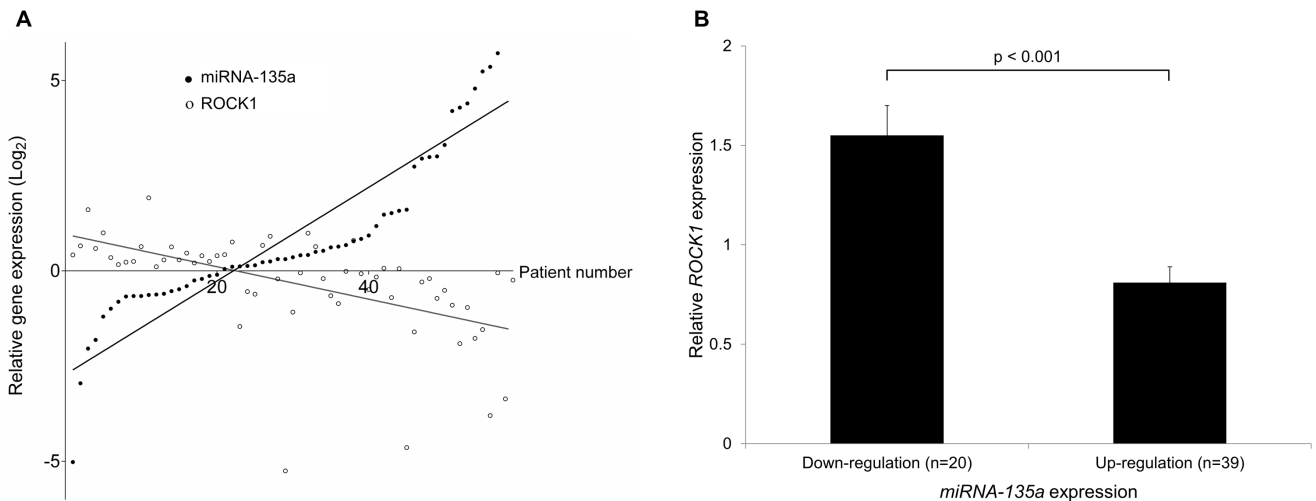 A
5
miRNA-135a
ROCK1
Relative gene expression (Log2)
0
20
40
Patient number
-5
B
2
p < 0.001
1.5
1
0.5
0
Relative ROCK1 expression
Down-regulation (n=20)
Up-regulation (n=39)
miRNA-135a expression